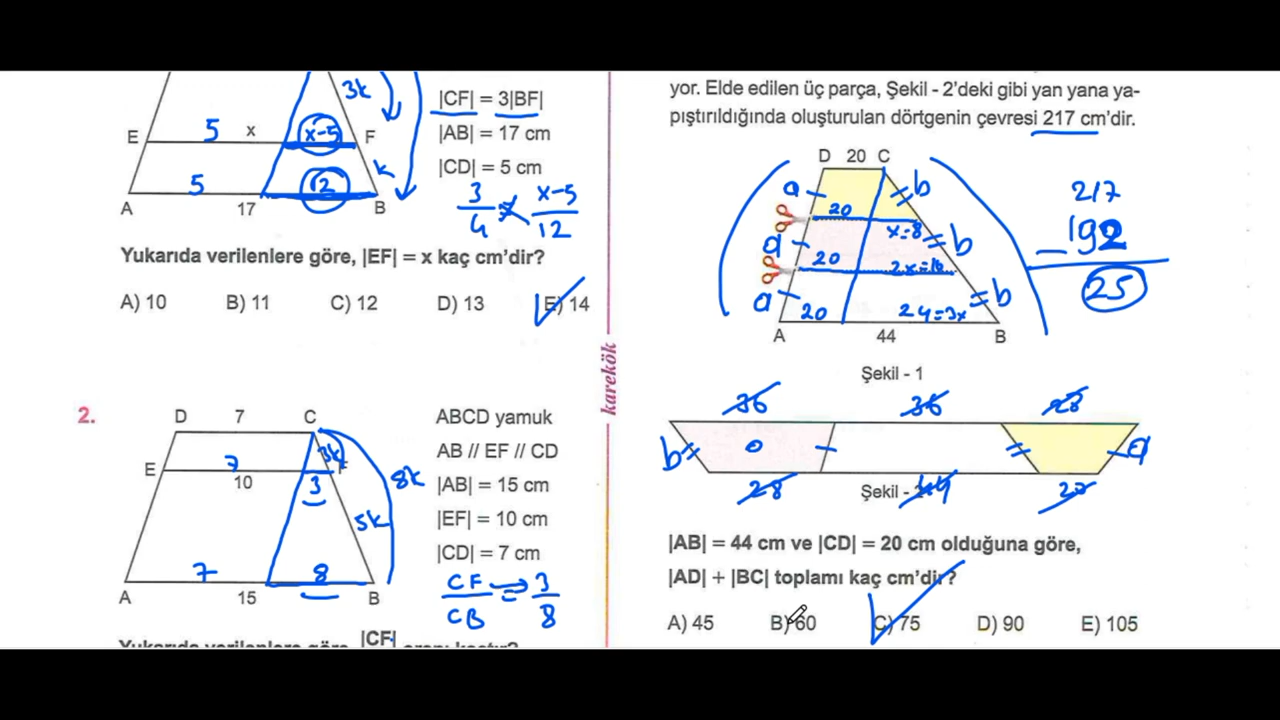 3k
E 5 x x-5 F
k
5 12
A 17 B
|CF| = 3|BF|
|AB| = 17 cm
|CD| = 5 cm
3/4 x-5/12
Yukarıda verilenlere göre, |EF| = x kaç cm'dir?
A) 10 B) 11 C) 12 D) 13 E) 14
2.
D 7 C
E 7 3k
10 3 8k
5k
7 8
A 15 B
ABCD yamuk
AB // EF // CD
|AB| = 15 cm
|EF| = 10 cm
|CD| = 7 cm
CF/CB = 3/8
|CF|
karekök
yor. Elde edilen üç parça, Şekil - 2'deki gibi yan yana ya-
pıştırıldığında oluşturulan dörtgenin çevresi 217 cm'dir.
D 20 C
a b
20 x=8
a b
20 2x=16
a b
20 24=3x
A 44 B
217
192
25
Şekil - 1
36 36 28
b a
28 44 20
Şekil -
|AB| = 44 cm ve |CD| = 20 cm olduğuna göre,
|AD| + |BC| toplamı kaç cm'dir?
A) 45 B) 60 C) 75 D) 90 E) 105